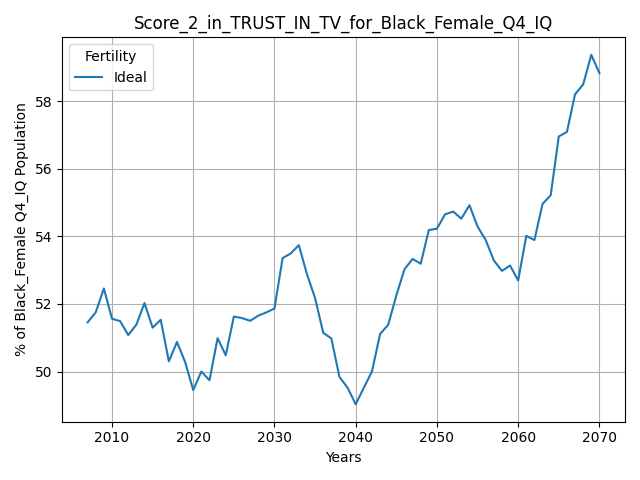 Score_2_in_TRUST_IN_TV_for_Black_Female_Q4_IQ
Fertility
Ideal
% of Black_Female Q4_IQ Population
58
56
54
52
50
2010 2020 2030 2040 2050 2060 2070
Years